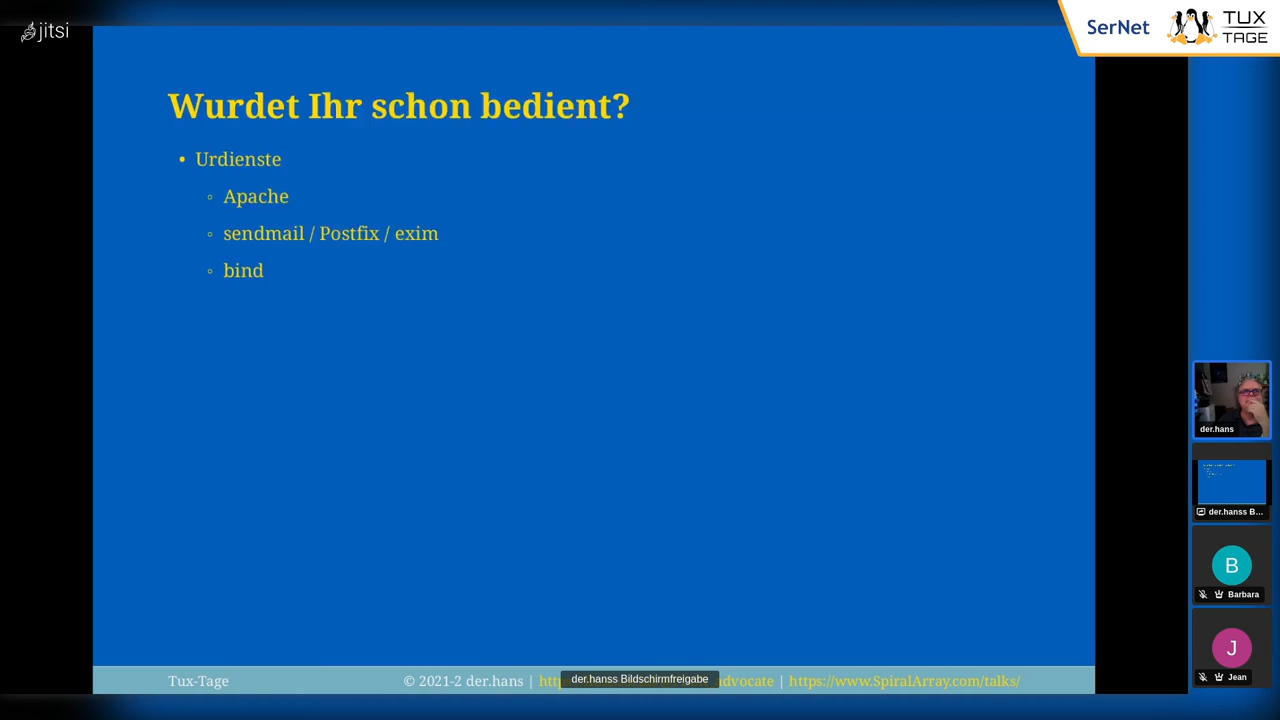 jitsi
SerNet
TUX
TAGE
Wurdet Ihr schon bedient?
• Urdienste
◦ Apache
◦ sendmail / Postfix / exim
◦ bind
der.hans
der.hanss B...
B
Barbara
J
Jean
Tux-Tage
© 2021-2 der.hans | http advocate | https://www.SpiralArray.com/talks/
der.hanss Bildschirmfreigabe